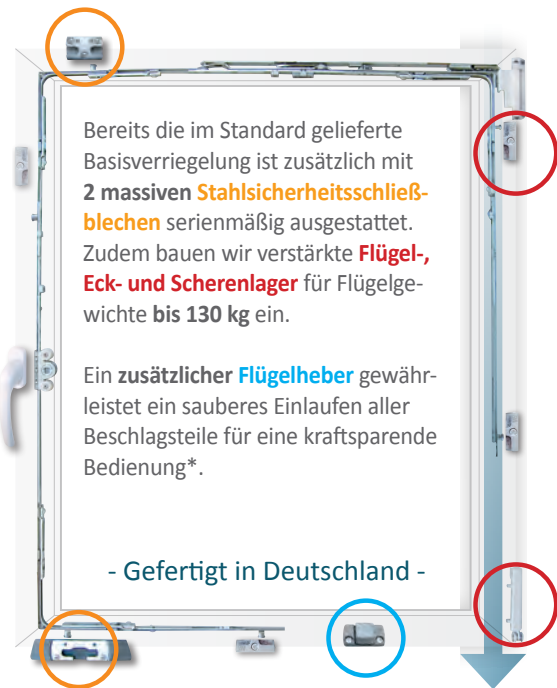 Bereits die im Standard gelieferte
Basisverriegelung ist zusätzlich mit
2 massiven Stahlsicherheitsschließ-
blechen serienmäßig ausgestattet.
Zudem bauen wir verstärkte Flügel-,
Eck- und Scherenlager für Flügelge-
wichte bis 130 kg ein.
Ein zusätzlicher Flügelheber gewähr-
leistet ein sauberes Einlaufen aller
Beschlagsteile für eine kraftsparende
Bedienung*.
- Gefertigt in Deutschland -